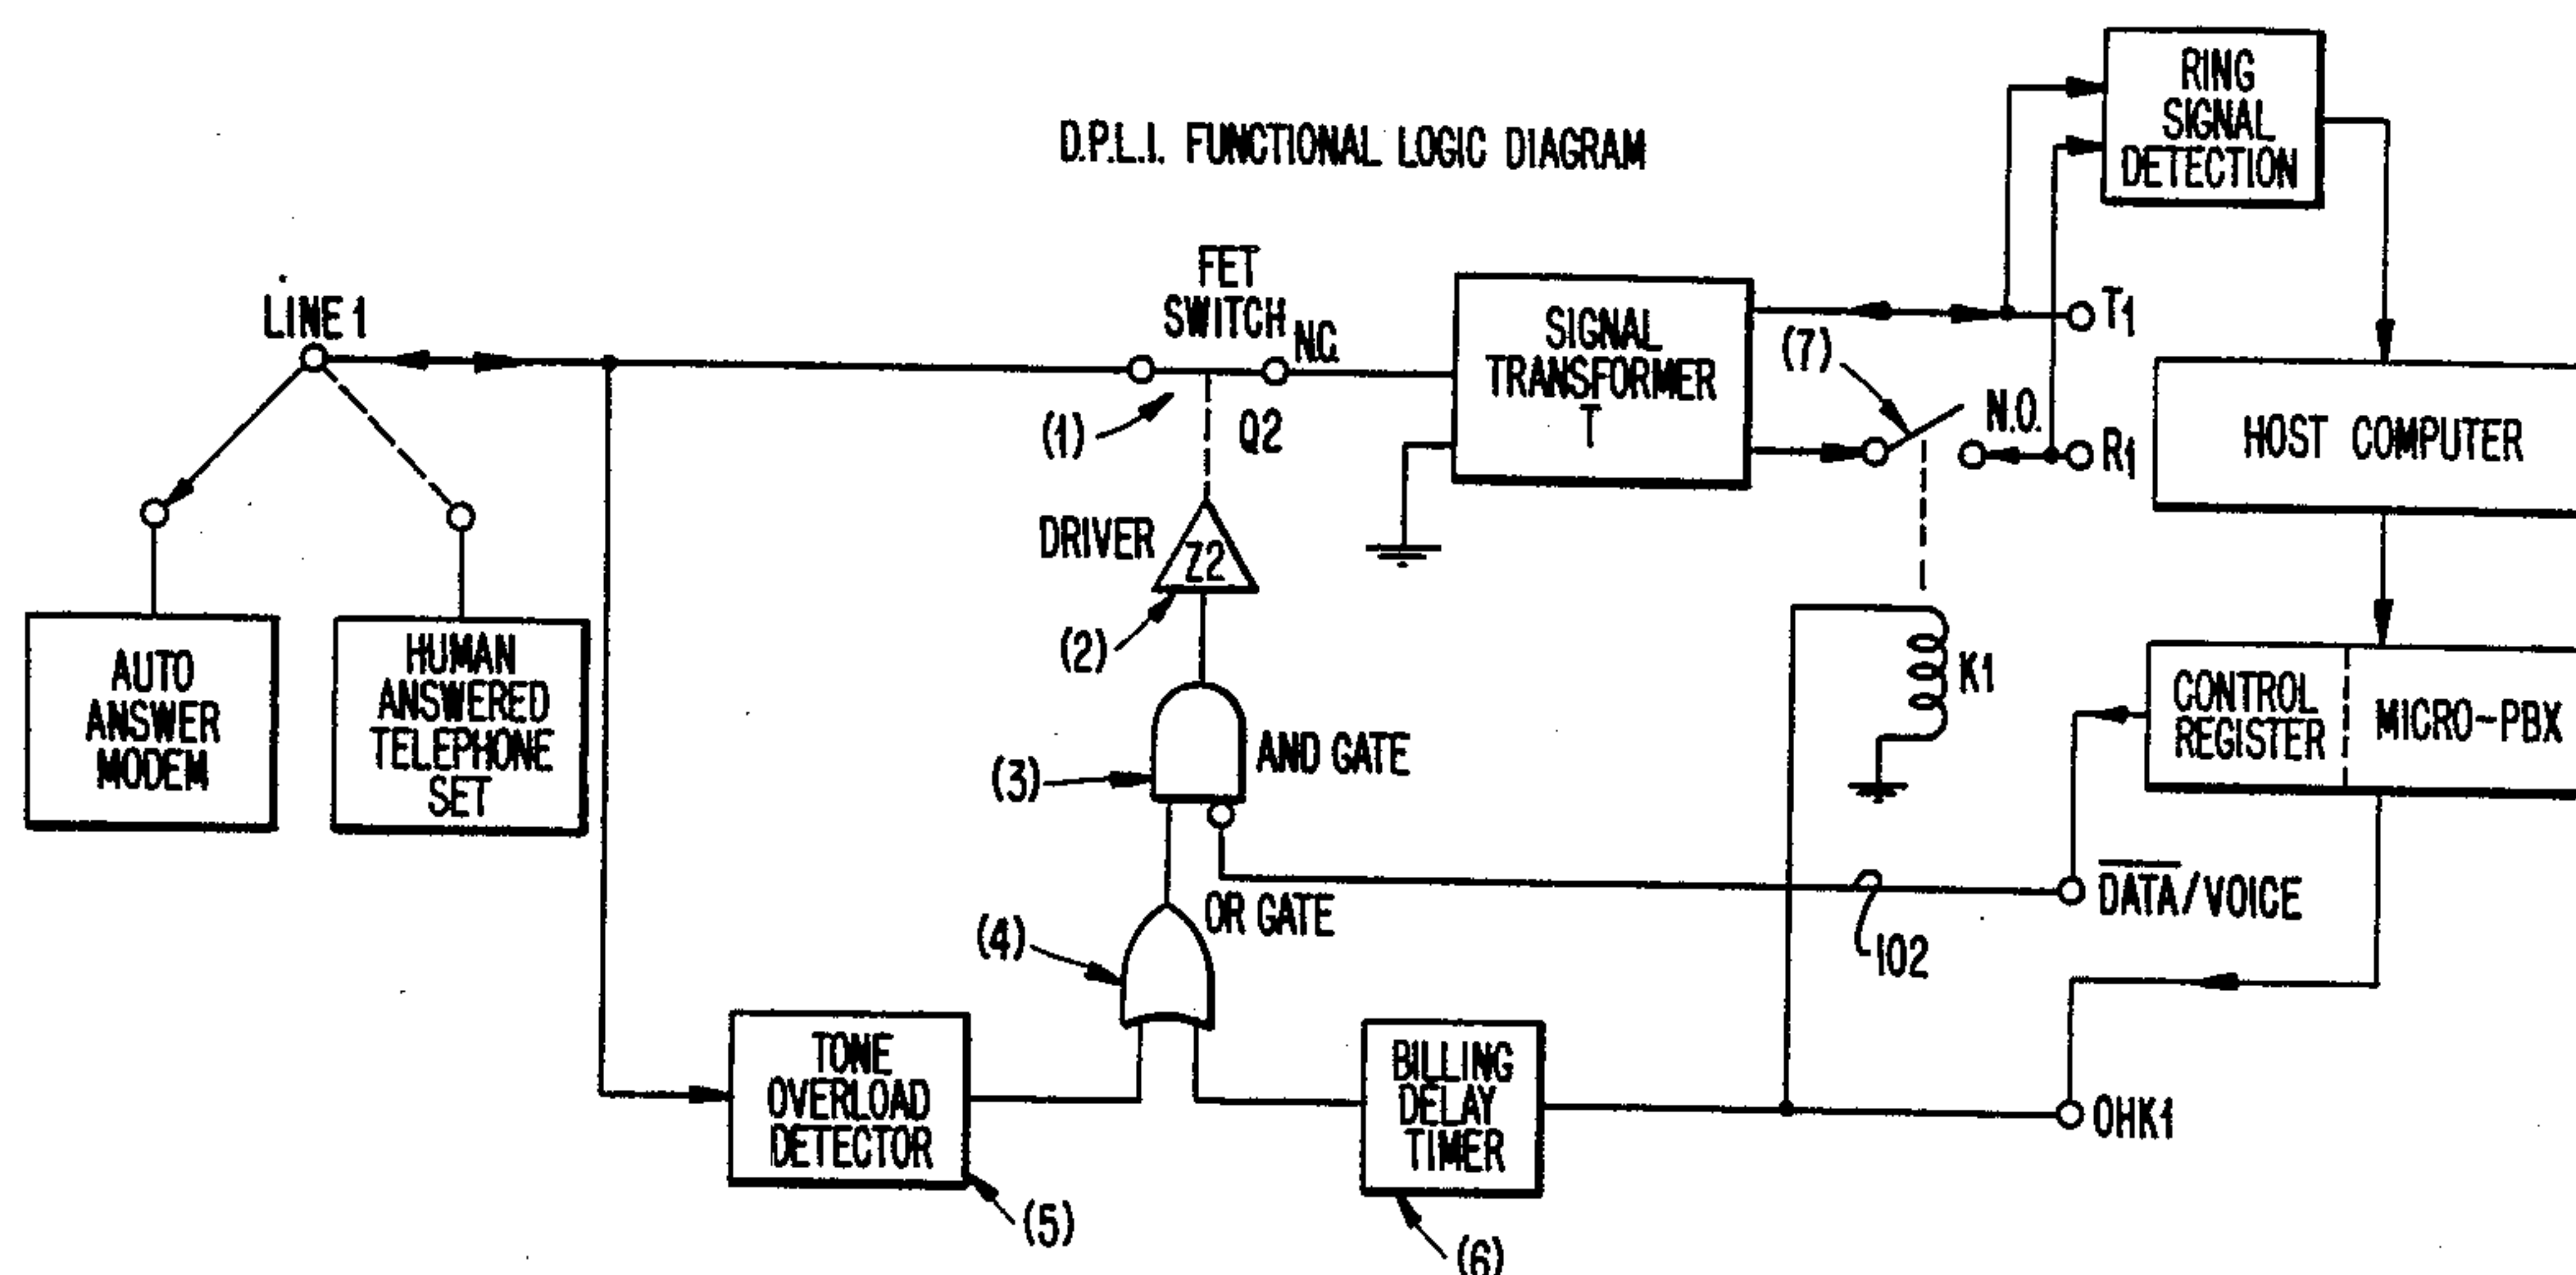 D.P.L.I. FUNCTIONAL LOGIC DIAGRAM
RING
SIGNAL
DETECTION
LINE 1
FET
SWITCH
N.C.
(1)
Q2
SIGNAL
TRANSFORMER
T
(7)
N.O.
T1
R1
HOST COMPUTER
DRIVER
Z2
(2)
AUTO
ANSWER
MODEM
HUMAN
ANSWERED
TELEPHONE
SET
K1
CONTROL
REGISTER
MICRO-PBX
(3)
AND GATE
D̅A̅T̅A̅/VOICE
102
(4)
OR GATE
TONE
OVERLOAD
DETECTOR
(5)
BILLING
DELAY
TIMER
(6)
OHK1